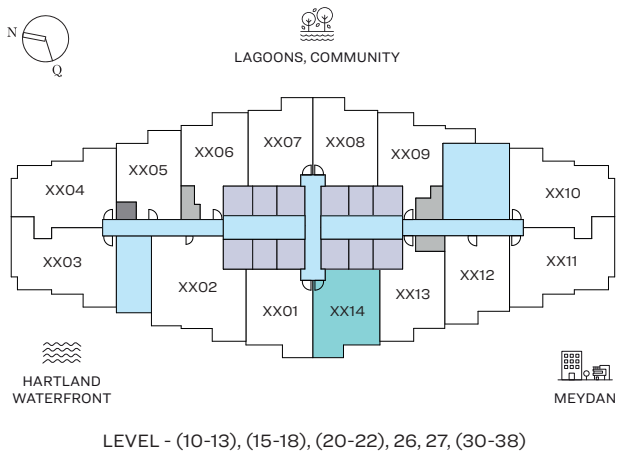 N
Q
LAGOONS, COMMUNITY
XX07 XX08
XX06 XX09
XX05
XX04 XX10
XX03 XX11
XX02 XX12
XX13
XX01 XX14
HARTLAND
WATERFRONT
MEYDAN
LEVEL - (10-13), (15-18), (20-22), 26, 27, (30-38)